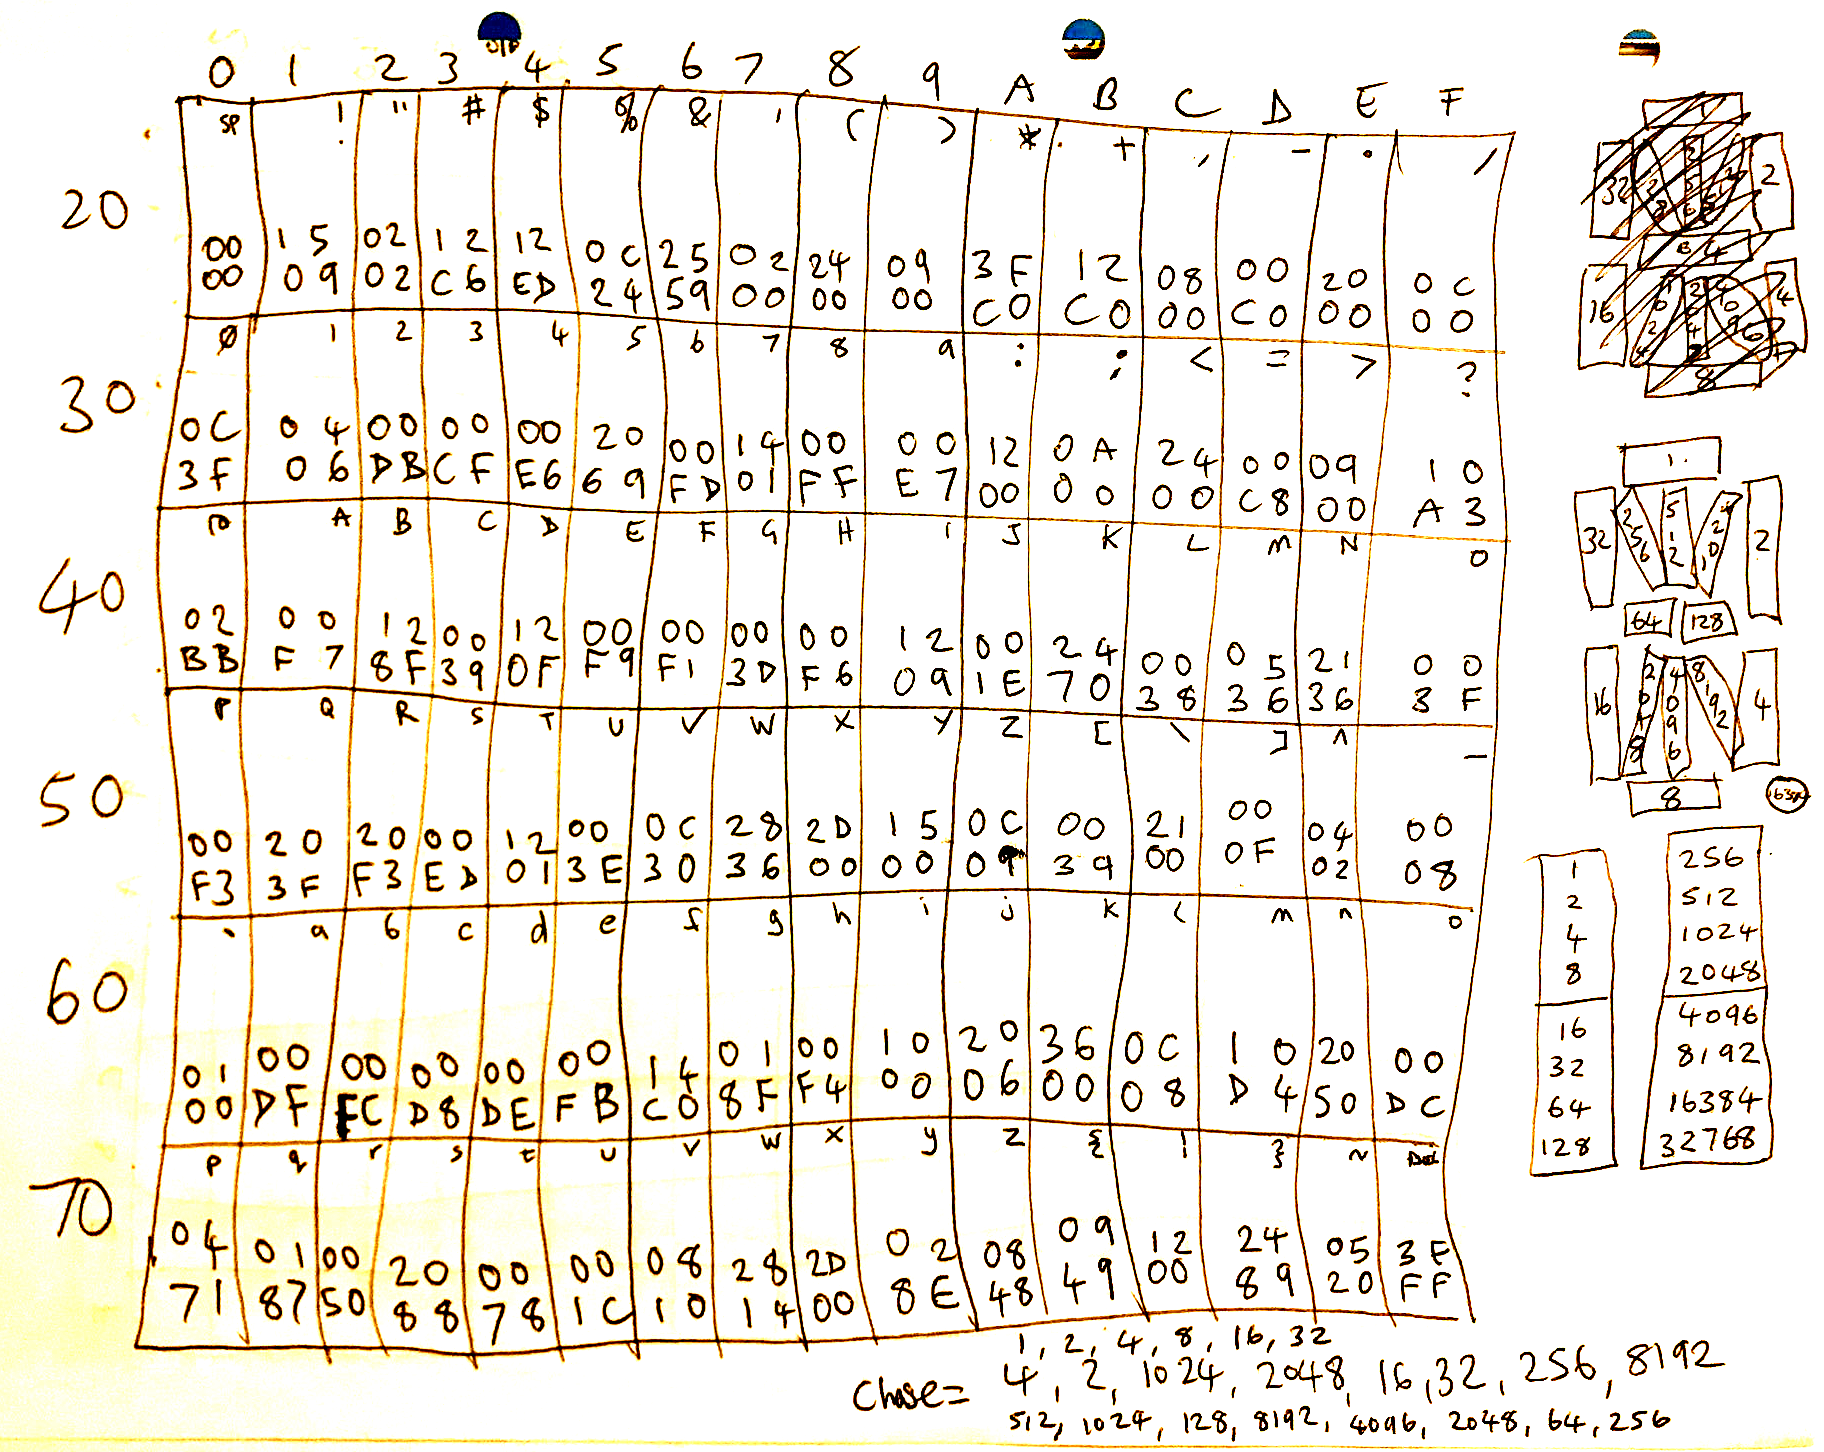 0 1 2 3 4 5 6 7 8 9 A B C D E F
20
SP ! " # $ % & ' ( ) * + , - . /
00 15 02 12 12 0C 25 02 24 09 3F 12 08 00 20 0C
00 09 02 C6 ED 24 59 00 00 00 C0 C0 00 C0 00 00
30
0 1 2 3 4 5 6 7 8 9 : ; < = > ?
0C 04 00 00 00 20 00 14 00 00 12 0A 24 00 09 10
3F 06 DB CF E6 69 FD 01 FF E7 00 00 00 C8 00 A3
40
@ A B C D E F G H I J K L M N O
02 00 12 00 12 00 00 00 00 12 00 24 00 05 21 00
BB F7 8F 39 0F F9 F1 3D F6 09 1E 70 38 36 36 3F
50
P Q R S T U V W X Y Z [ \ ] ^ _
00 20 20 00 12 00 0C 28 2D 15 0C 00 21 00 04 00
F3 3F F3 ED 01 3E 30 36 00 00 09 39 00 0F 02 08
60
` a b c d e f g h i j k l m n o
01 00 00 00 00 00 14 01 00 10 20 36 0C 10 20 00
00 DF FC D8 DE FB C0 8F F4 00 06 00 08 D4 50 DC
70
p q r s t u v w x y z { | } ~ Del
04 01 00 20 00 00 08 28 2D 02 08 09 12 24 05 3F
71 87 50 88 78 1C 10 14 00 8E 48 49 00 89 20 FF
1, 2, 4, 8, 16, 32
Chase= 4, 2, 1024, 2048, 16, 32, 256, 8192
512, 1024, 128, 8192, 4096, 2048, 64, 256
1
32 2
16 4
8
1
32 256 512 1024 2
64 128
16 2048 4096 8192 4
8 16384
1
2
4
8
16
32
64
128
256
512
1024
2048
4096
8192
16384
32768